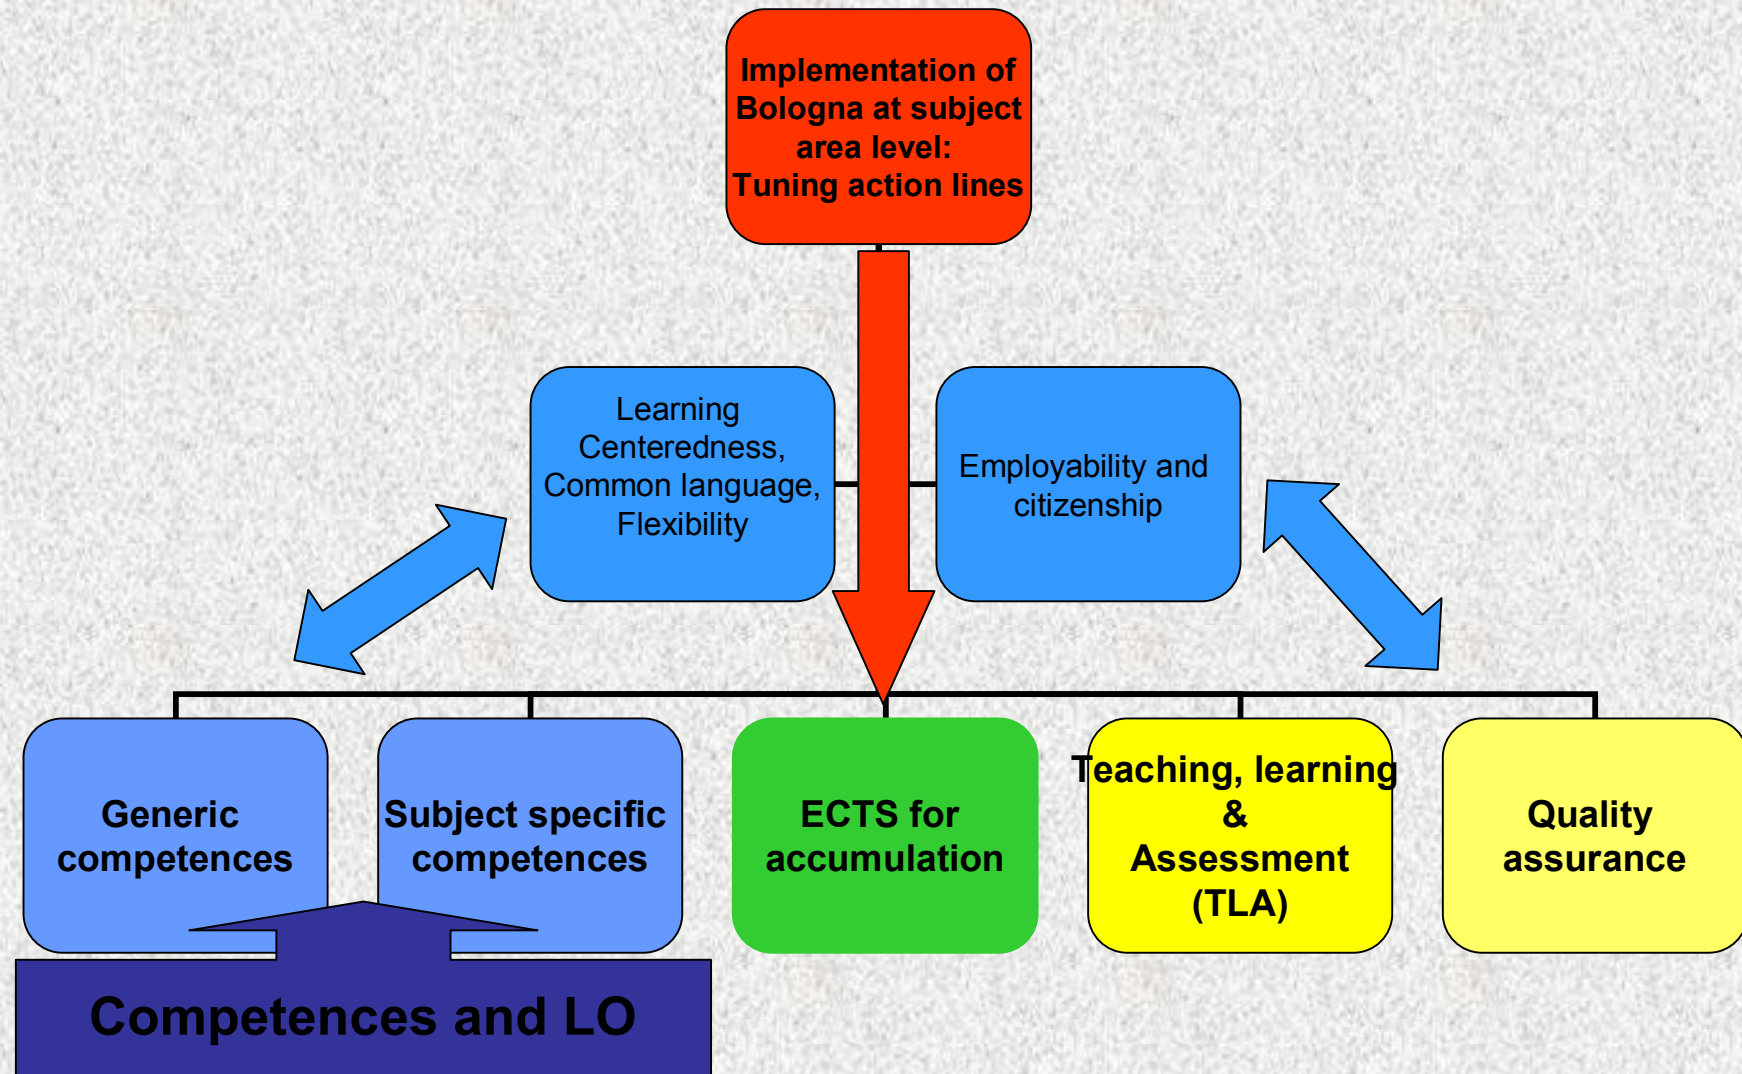 Implementation of
Bologna at subject
area level:
Tuning action lines
Learning
Centeredness,
Common language,
Flexibility
Employability and
citizenship
Generic
competences
Subject specific
competences
ECTS for
accumulation
Teaching, learning
&
Assessment
(TLA)
Quality
assurance
Competences and LO